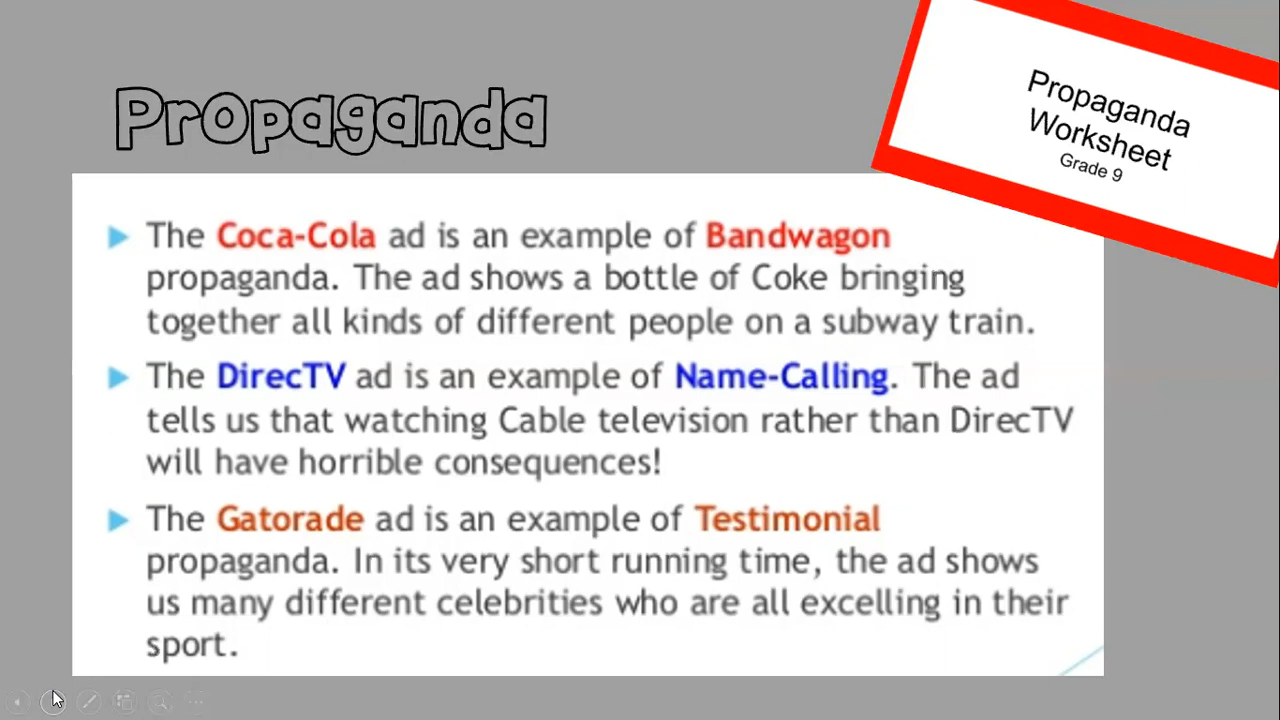 Propaganda
Propaganda
Worksheet
Grade 9
The Coca-Cola ad is an example of Bandwagon
propaganda. The ad shows a bottle of Coke bringing
together all kinds of different people on a subway train.
The DirecTV ad is an example of Name-Calling. The ad
tells us that watching Cable television rather than DirecTV
will have horrible consequences!
The Gatorade ad is an example of Testimonial
propaganda. In its very short running time, the ad shows
us many different celebrities who are all excelling in their
sport.